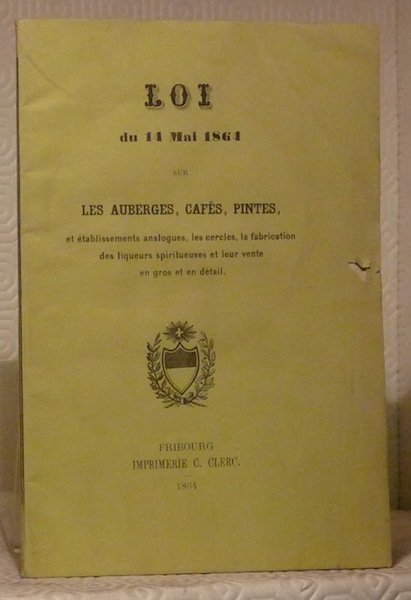 LOI
du 14 Mai 1864
SUR
LES AUBERGES, CAFÉS, PINTES,
et établissements analogues, les cercles, la fabrication
des liqueurs spiritueuses et leur vente
en gros et en détail.
FRIBOURG
IMPRIMERIE C. CLERC.
1864